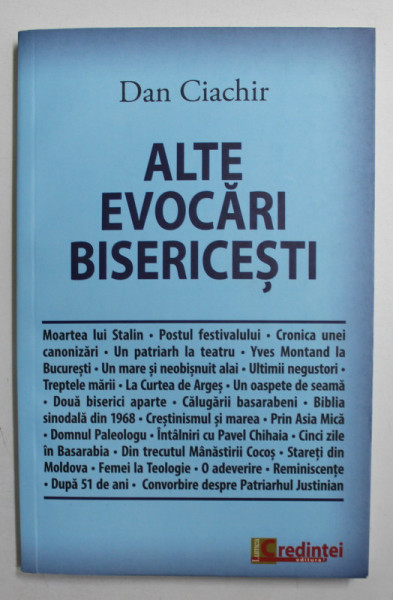 Dan Ciachir
ALTE
EVOCĂRI
BISERICEȘTI
Moartea lui Stalin • Postul festivalului • Cronica unei
canonizări • Un patriarh la teatru • Yves Montand la
București • Un mare și neobișnuit alai • Ultimii negustori •
Treptele mării • La Curtea de Argeș • Un oaspete de seamă
• Două biserici aparte • Călugării basarabeni • Biblia
sinodală din 1968 • Creștinismul și marea • Prin Asia Mică
• Domnul Paleologu • Întâlniri cu Pavel Chihaia • Cinci zile
în Basarabia • Din trecutul Mănăstirii Cocoș • Stareți din
Moldova • Femei la Teologie • O adeverire • Reminiscențe
• După 51 de ani • Convorbire despre Patriarhul Justinian
Lumea
Credintei
editura